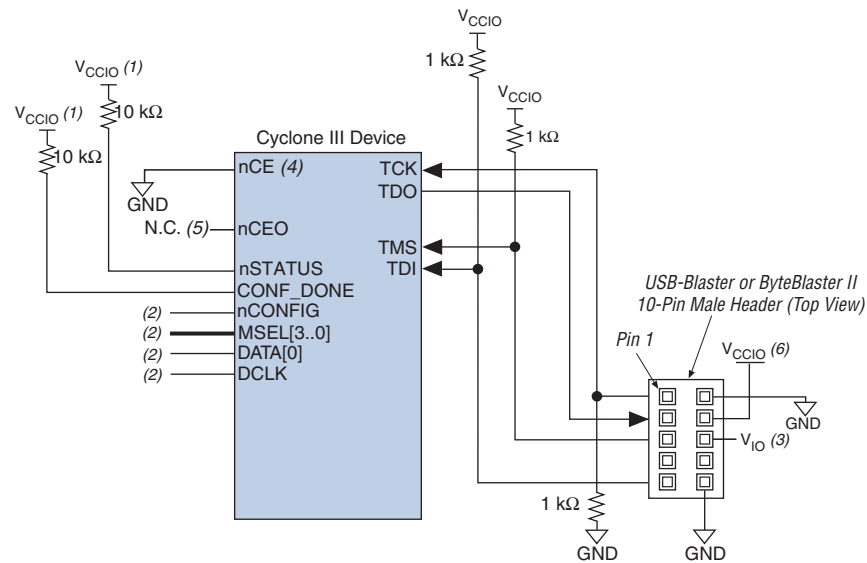 VCCIO
1 kΩ
VCCIO (1)
VCCIO
10 kΩ
VCCIO (1)
1 kΩ
10 kΩ
Cyclone III Device
nCE (4)
TCK
GND
TDO
N.C. (5)
nCEO
TMS
nSTATUS
TDI
CONF_DONE
(2) nCONFIG
(2) MSEL[3..0]
(2) DATA[0]
(2) DCLK
USB-Blaster or ByteBlaster II
10-Pin Male Header (Top View)
Pin 1
VCCIO (6)
GND
VIO (3)
1 kΩ
GND
GND